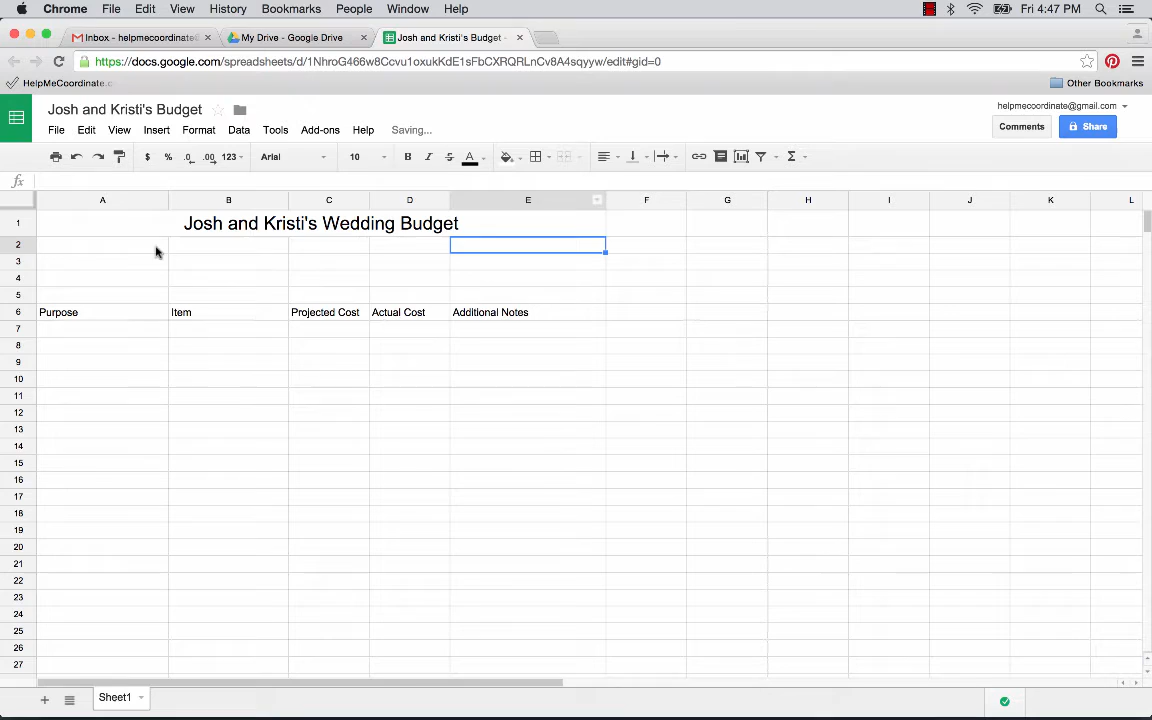 Chrome File Edit View History Bookmarks People Window Help Fri 4:47 PM
Inbox - helpmecoordinate@ My Drive - Google Drive Josh and Kristi's Budget -
https://docs.google.com/spreadsheets/d/1NhroG466w8Ccvu1oxukKdE1sFbCXRQRLnCv8A4sqyyw/edit#gid=0
HelpMeCoordinate.c Other Bookmarks
Josh and Kristi's Budget helpmecoordinate@gmail.com
File Edit View Insert Format Data Tools Add-ons Help Saving... Comments Share
$ % .0 .00 123 Arial 10 B I S A Σ
fx
A B C D E F G H I J K L
1 Josh and Kristi's Wedding Budget
2
3
4
5
6 Purpose Item Projected Cost Actual Cost Additional Notes
7
8
9
10
11
12
13
14
15
16
17
18
19
20
21
22
23
24
25
26
27
+ Sheet1